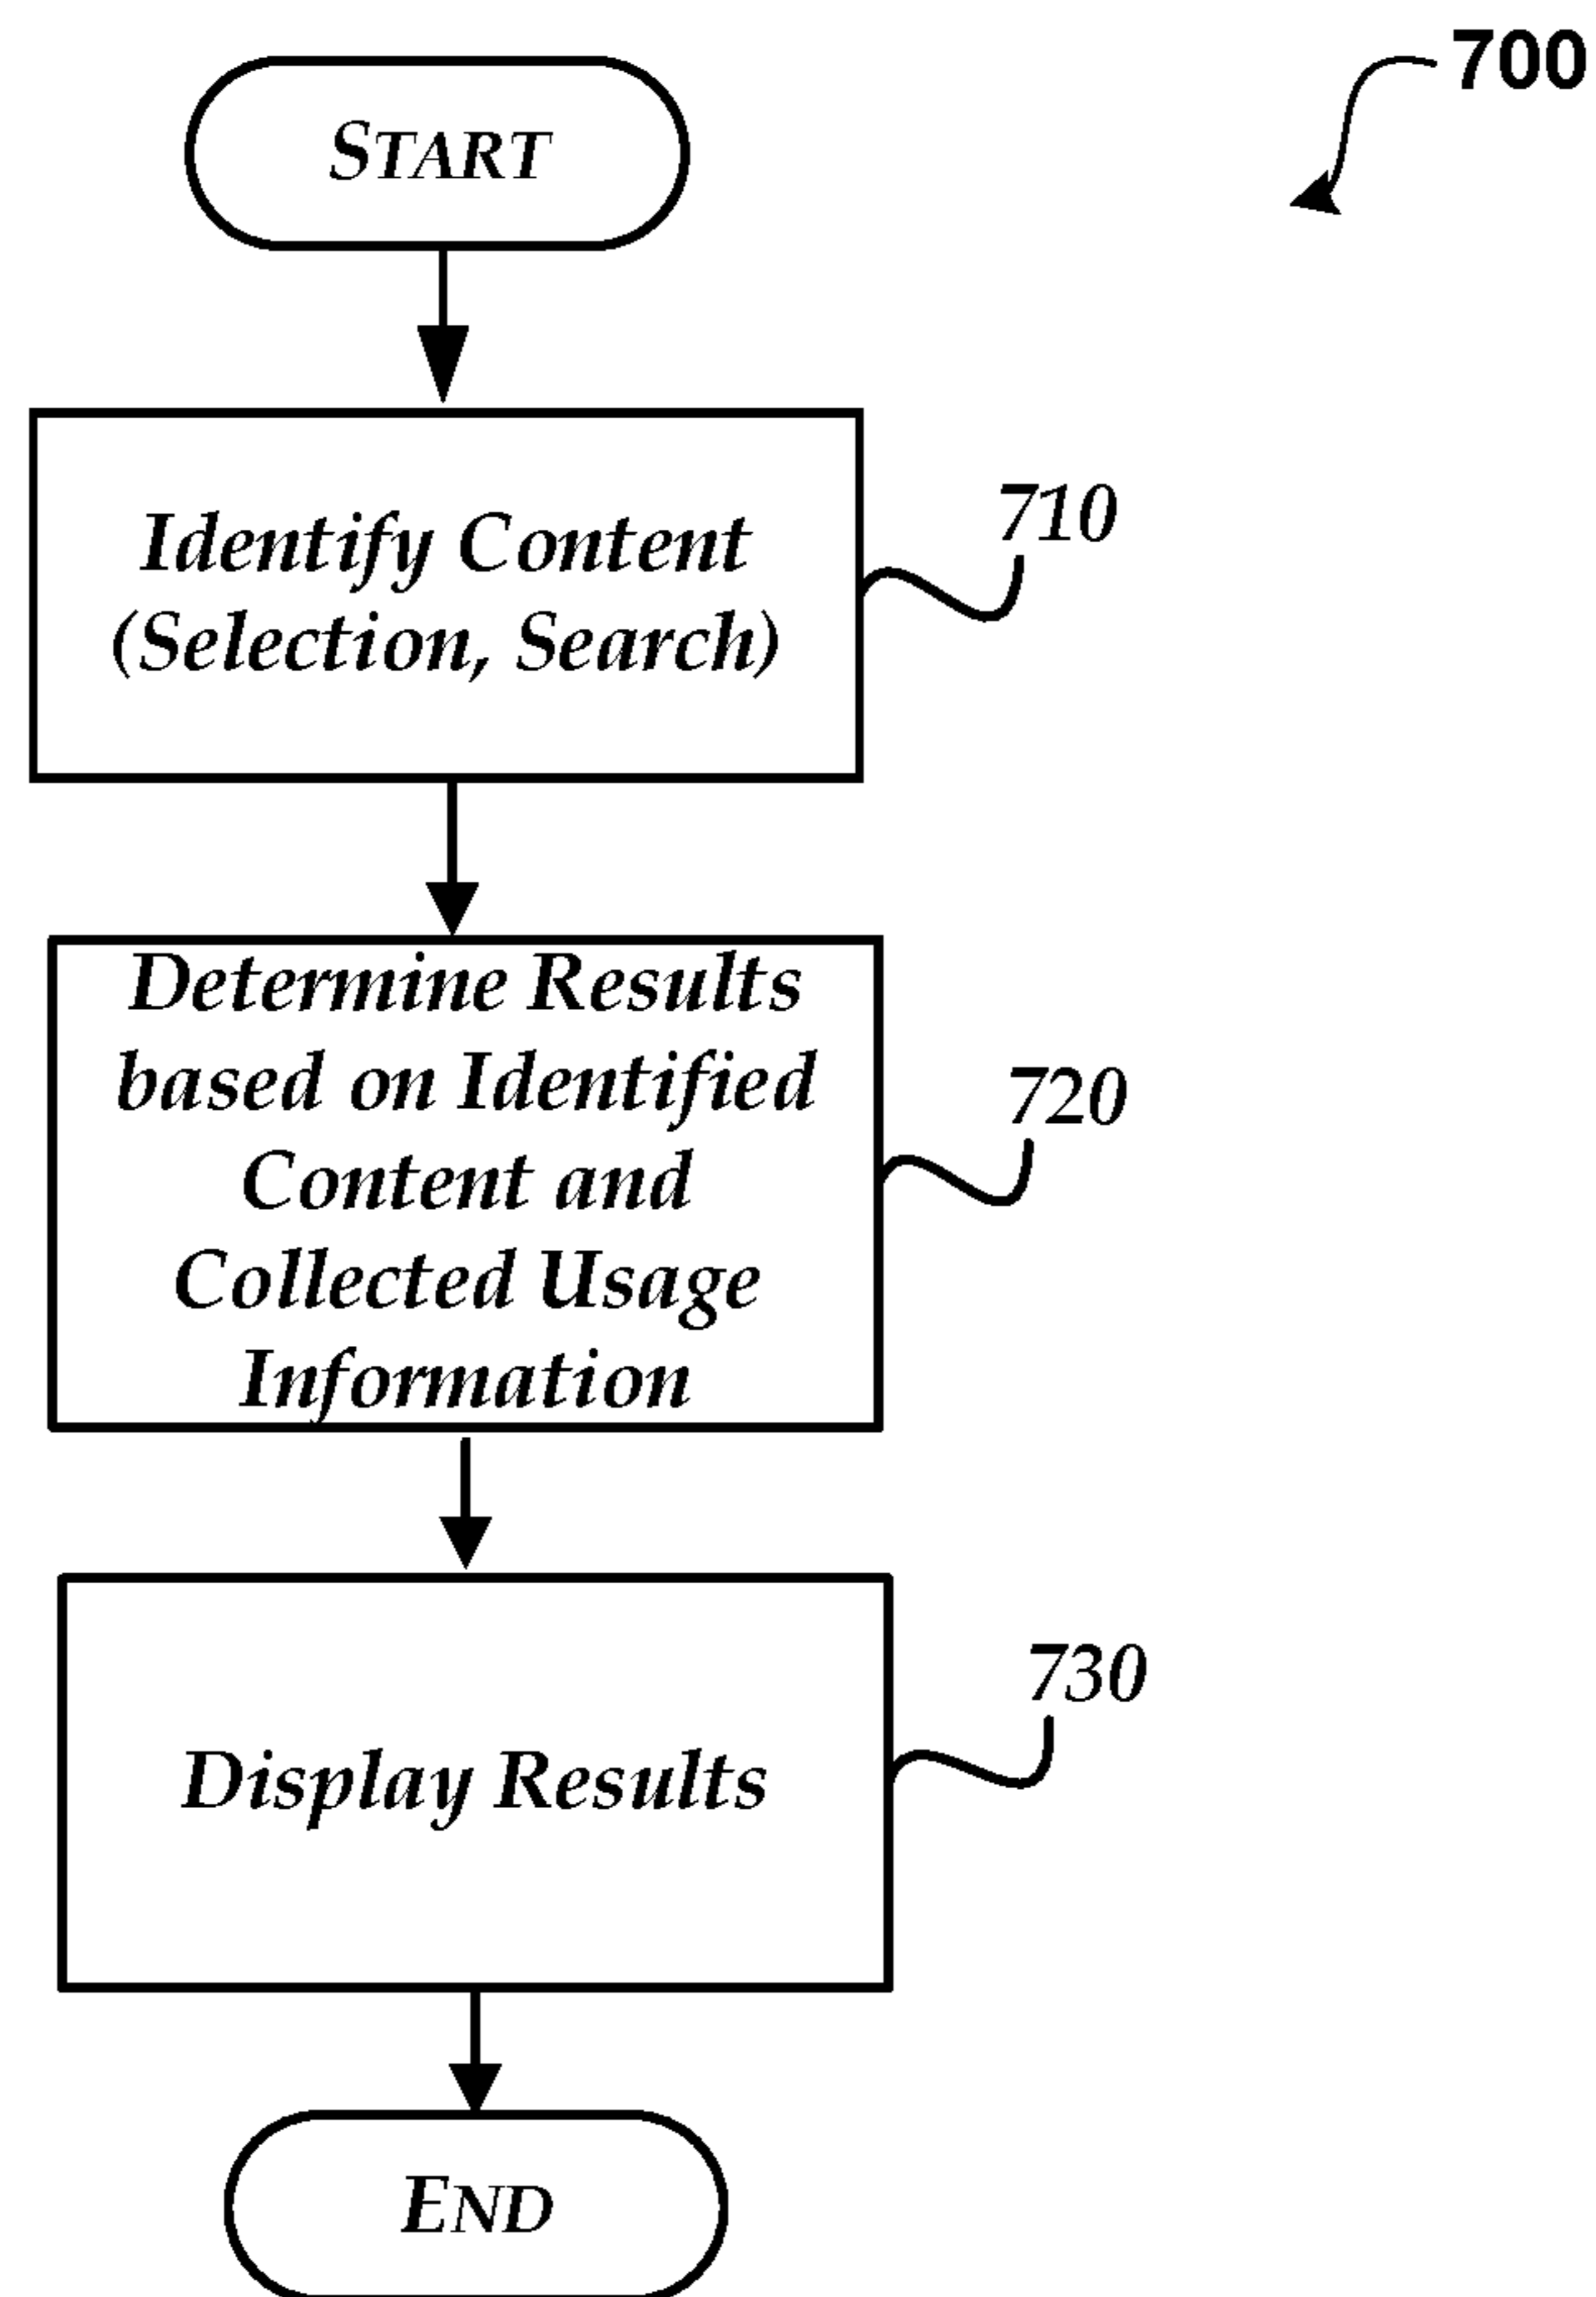 700
START
Identify Content
(Selection, Search)
710
Determine Results
based on Identified
Content and
Collected Usage
Information
720
Display Results
730
END